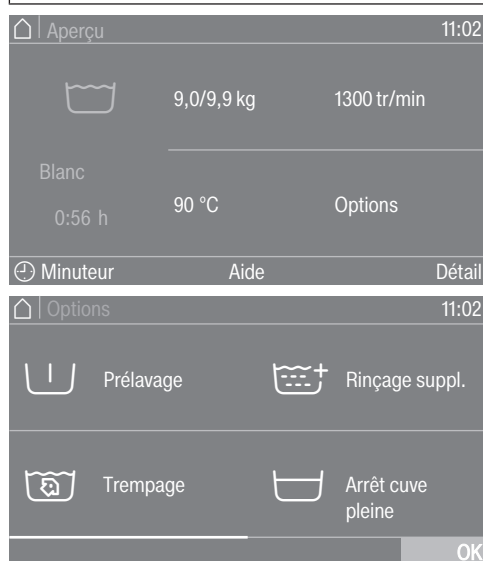 Aperçu 11:02
9,0/9,9 kg 1300 tr/min
Blanc
0:56 h
90 °C Options
Minuteur Aide Détail
Options 11:02
Prélavage Rinçage suppl.
Trempage Arrêt cuve
pleine
OK